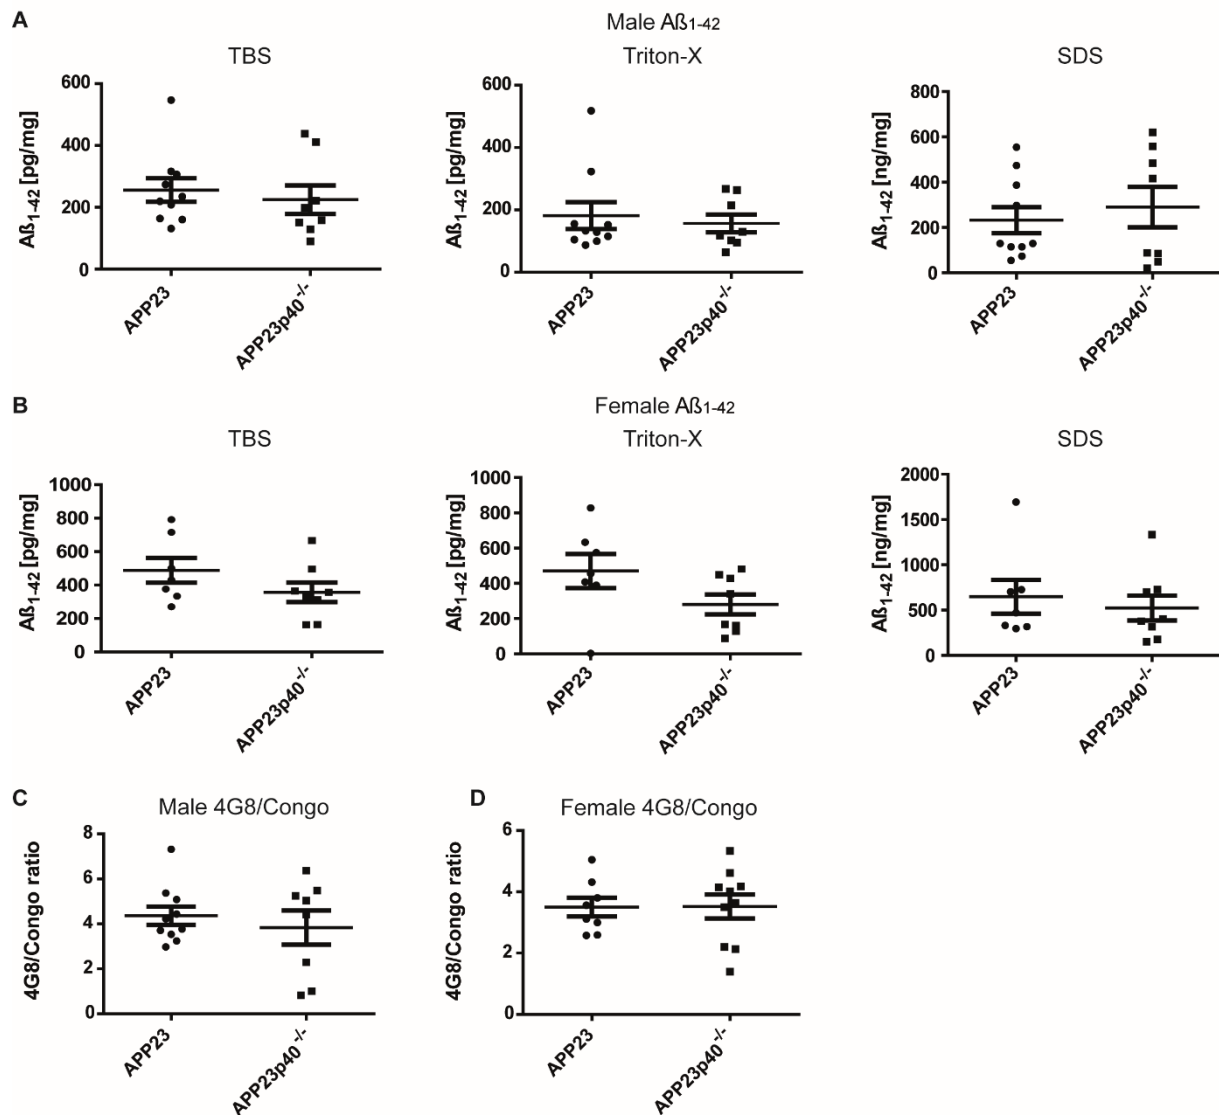 A
Male Aß1-42
TBS
Triton-X
SDS
Aß1-42 [pg/mg]
600
400
200
0
APP23
APP23p40-/-
Aß1-42 [pg/mg]
600
400
200
0
APP23
APP23p40-/-
Aß1-42 [ng/mg]
800
600
400
200
0
APP23
APP23p40-/-
B
Female Aß1-42
TBS
Triton-X
SDS
Aß1-42 [pg/mg]
1000
800
600
400
200
0
APP23
APP23p40-/-
Aß1-42 [pg/mg]
1000
800
600
400
200
0
APP23
APP23p40-/-
Aß1-42 [ng/mg]
2000
1500
1000
500
0
APP23
APP23p40-/-
C
Male 4G8/Congo
4G8/Congo ratio
8
6
4
2
0
APP23
APP23p40-/-
D
Female 4G8/Congo
4G8/Congo ratio
6
4
2
0
APP23
APP23p40-/-